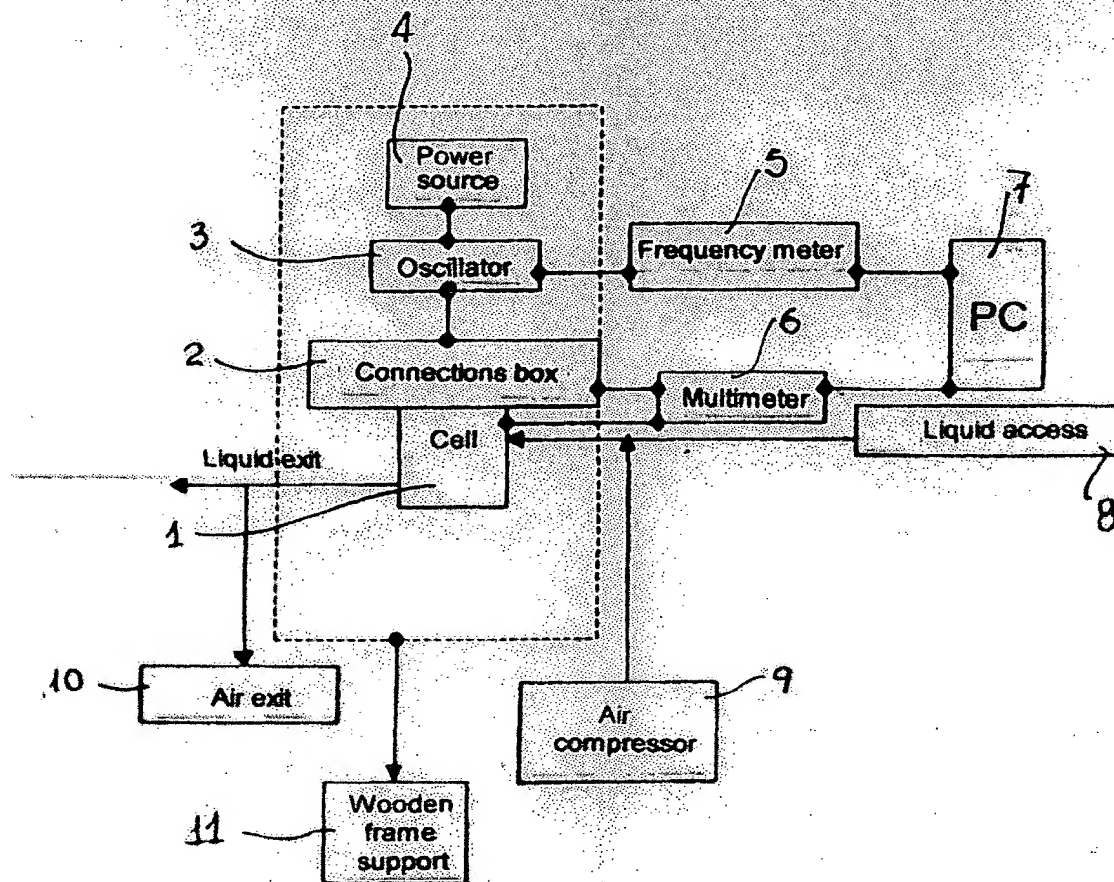 4
Power
source
5
7
3
Oscillator
Frequency meter
PC
6
2
Connections box
Multimeter
Cell
Liquid access
Liquid exit
1
8
10
Air exit
9
Air
compressor
11
Wooden
frame
support